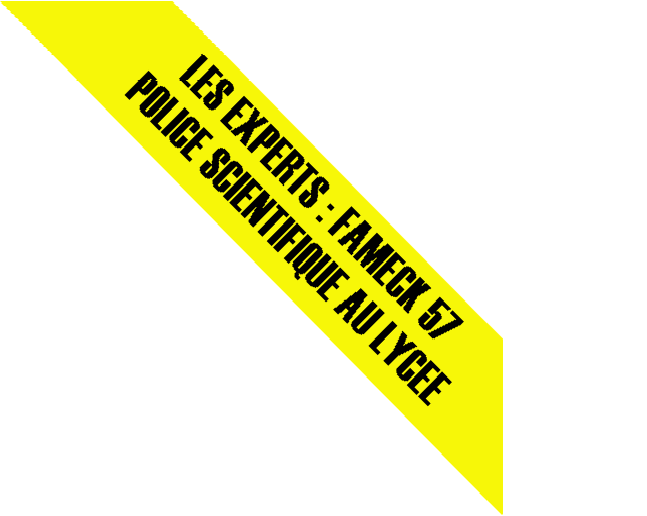 LES EXPERTS : FAMECK 57
POLICE SCIENTIFIQUE AU LYCEE